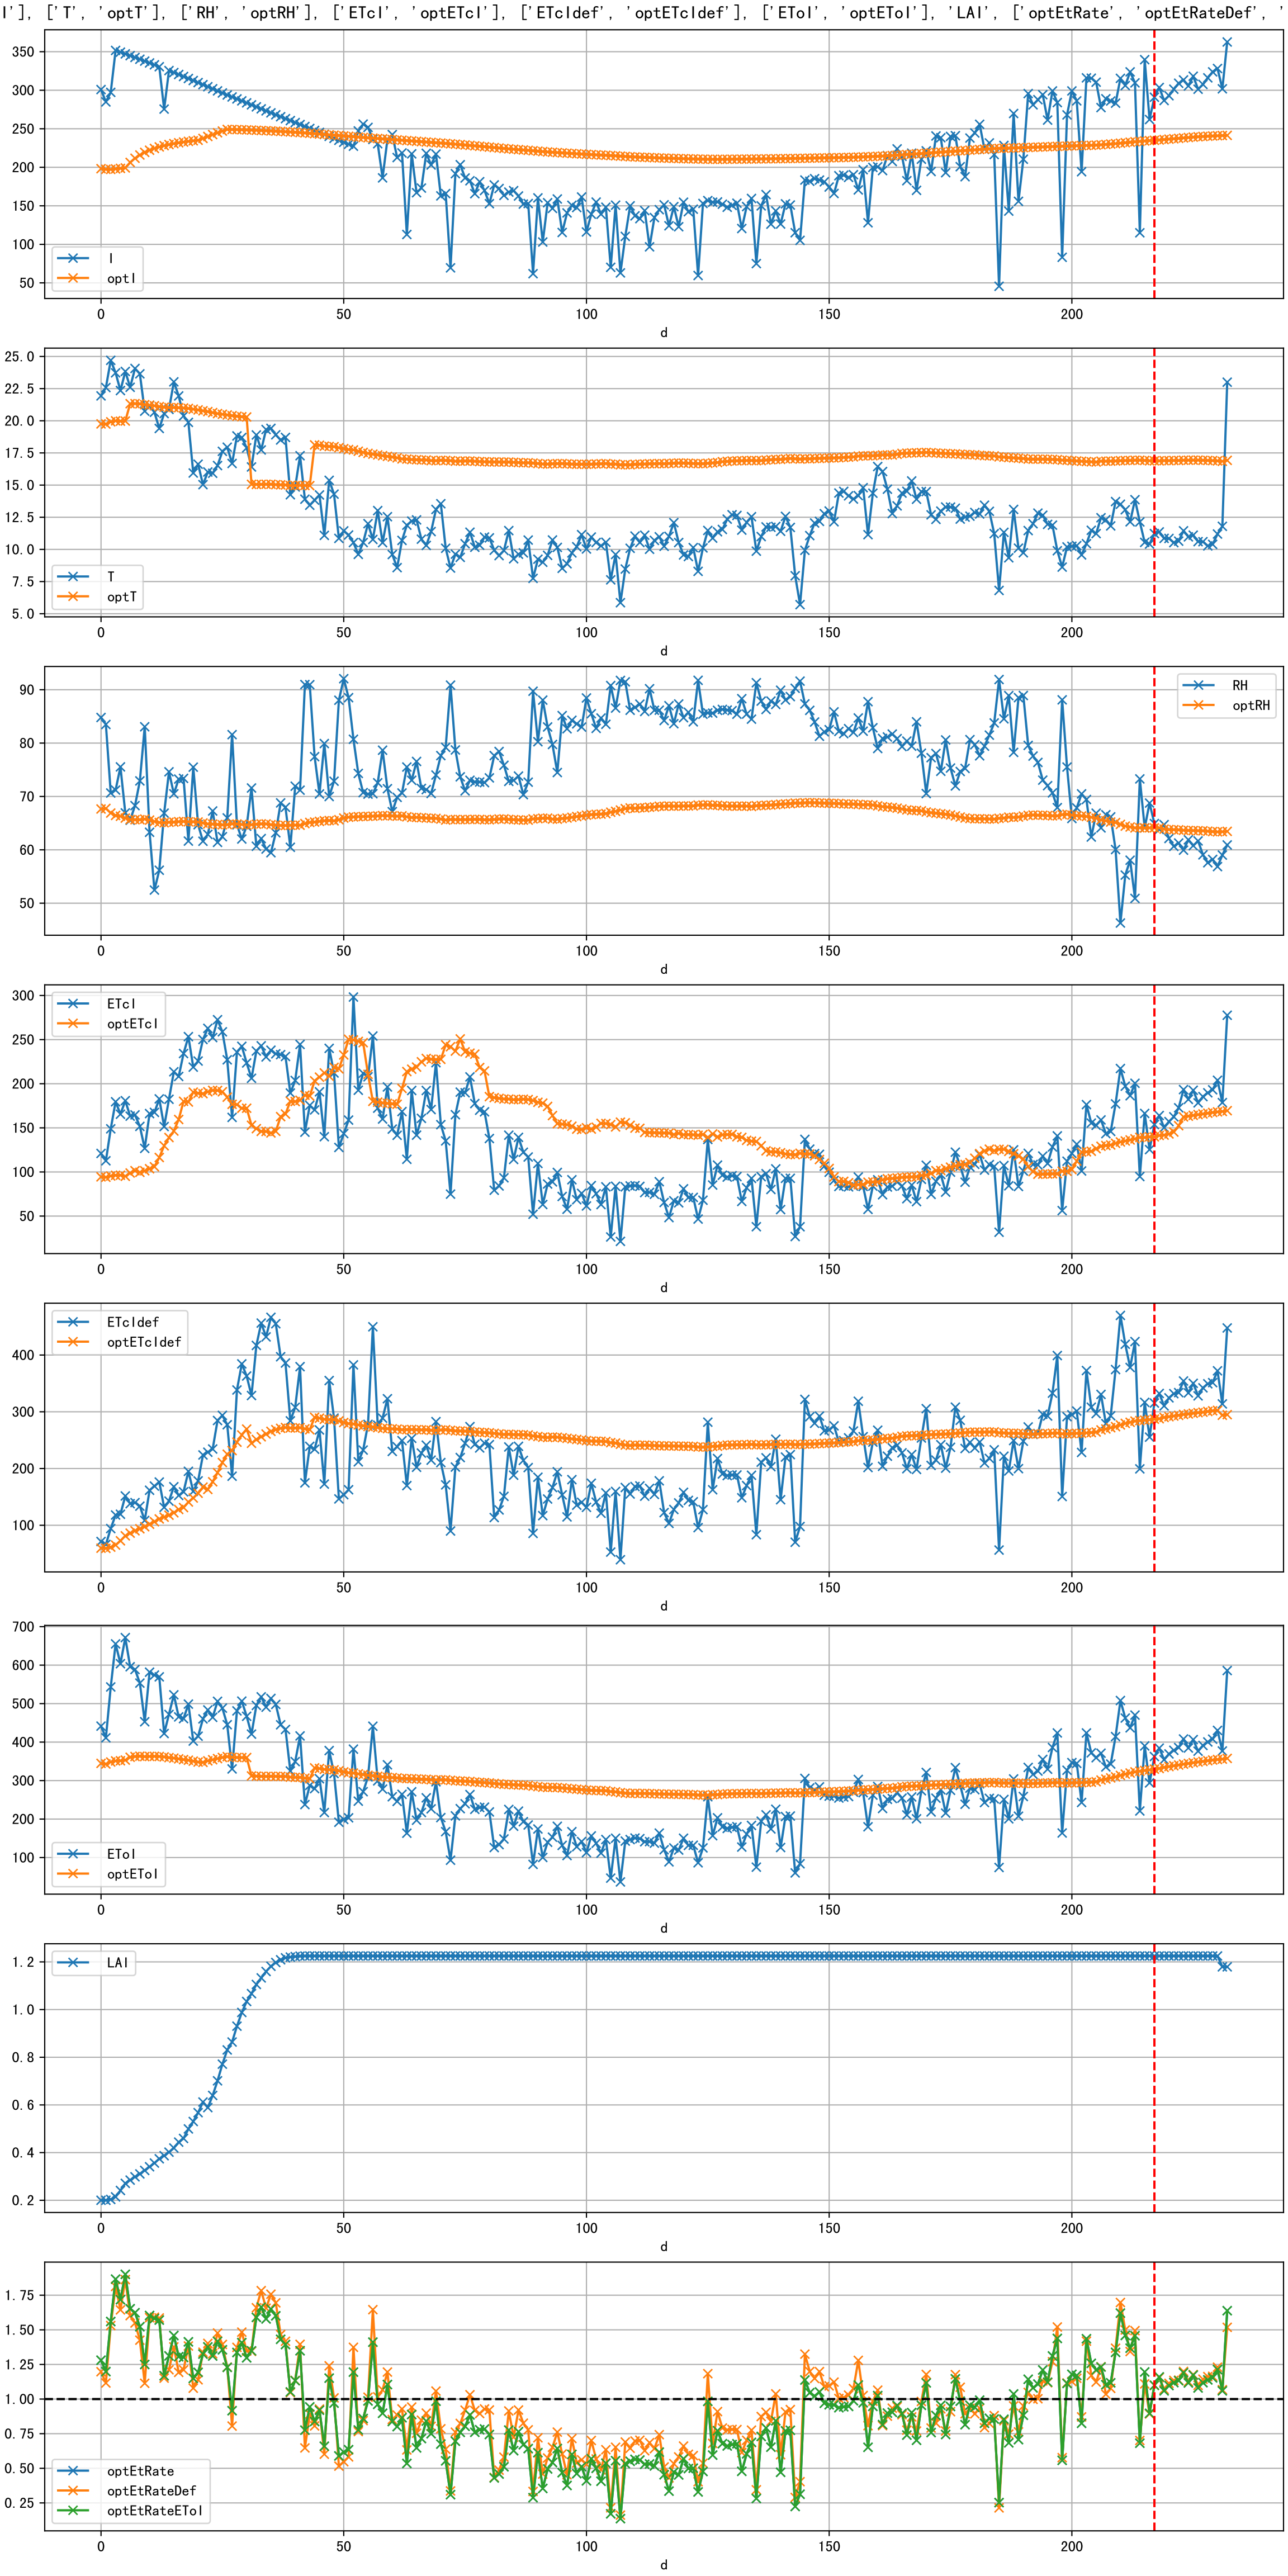 I'], ['T', 'optT'], ['RH', 'optRH'], ['ETcI', 'optETcI'], ['ETcIdef', 'optETcIdef'], ['EToI', 'optEToI'], 'LAI', ['optEtRate', 'optEtRateDef', '
350
300
250
200
150
100
50
I
optI
0 50 100 150 200
d
25.0
22.5
20.0
17.5
15.0
12.5
10.0
7.5
5.0
T
optT
0 50 100 150 200
d
90
80
70
60
50
RH
optRH
0 50 100 150 200
d
300
250
200
150
100
50
ETcI
optETcI
0 50 100 150 200
d
400
300
200
100
ETcIdef
optETcIdef
0 50 100 150 200
d
700
600
500
400
300
200
100
EToI
optEToI
0 50 100 150 200
d
1.2
1.0
0.8
0.6
0.4
0.2
LAI
0 50 100 150 200
d
1.75
1.50
1.25
1.00
0.75
0.50
0.25
optEtRate
optEtRateDef
optEtRateEToI
0 50 100 150 200
d